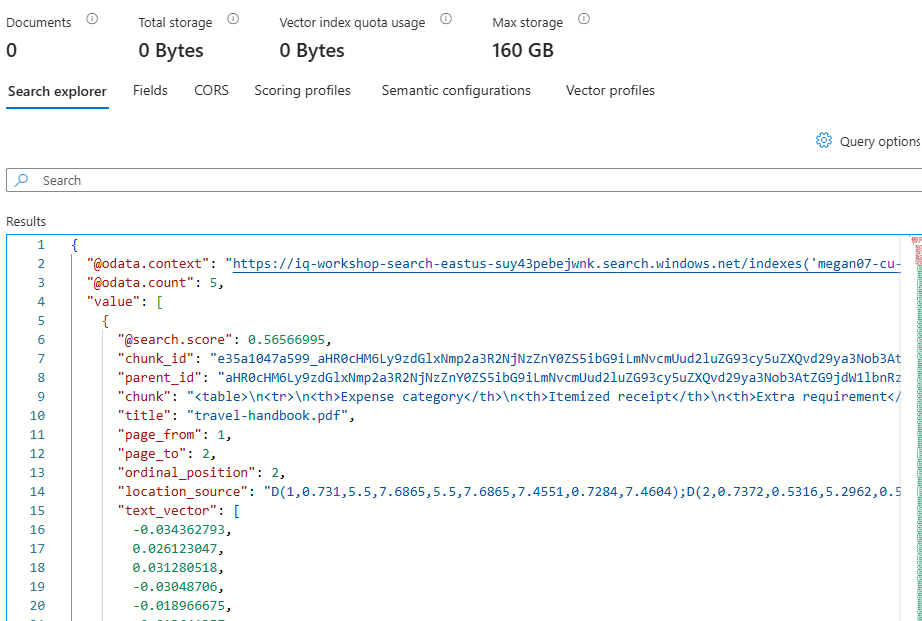 Documents
Total storage
Vector index quota usage
Max storage
0
0 Bytes
0 Bytes
160 GB
Search explorer
Fields
CORS
Scoring profiles
Semantic configurations
Vector profiles
Query options
Search
Results
1 {
2 "@odata.context": "https://iq-workshop-search-eastus-suy43pebejwnk.search.windows.net/indexes('megan07-cu-
3 "@odata.count": 5,
4 "value": [
5 {
6 "@search.score": 0.56566995,
7 "chunk_id": "e35a1047a599_aHR0cHM6Ly9zdGlxNmp2a3R2NjNzZnY0ZS5ibG9iLmNvcmUud2luZG93cy5uZXQvd29ya3Nob3At
8 "parent_id": "aHR0cHM6Ly9zdGlxNmp2a3R2NjNzZnY0ZS5ibG9iLmNvcmUud2luZG93cy5uZXQvd29ya3Nob3AtZG9jdW1lbnRz
9 "chunk": "<table>\n<tr>\n<th>Expense category</th>\n<th>Itemized receipt</th>\n<th>Extra requirement</
10 "title": "travel-handbook.pdf",
11 "page_from": 1,
12 "page_to": 2,
13 "ordinal_position": 2,
14 "location_source": "D(1,0.731,5.5,7.6865,5.5,7.6865,7.4551,0.7284,7.4604);D(2,0.7372,0.5316,5.2962,0.5
15 "text_vector": [
16 -0.034362793,
17 0.026123047,
18 0.031280518,
19 -0.03048706,
20 -0.018966675,